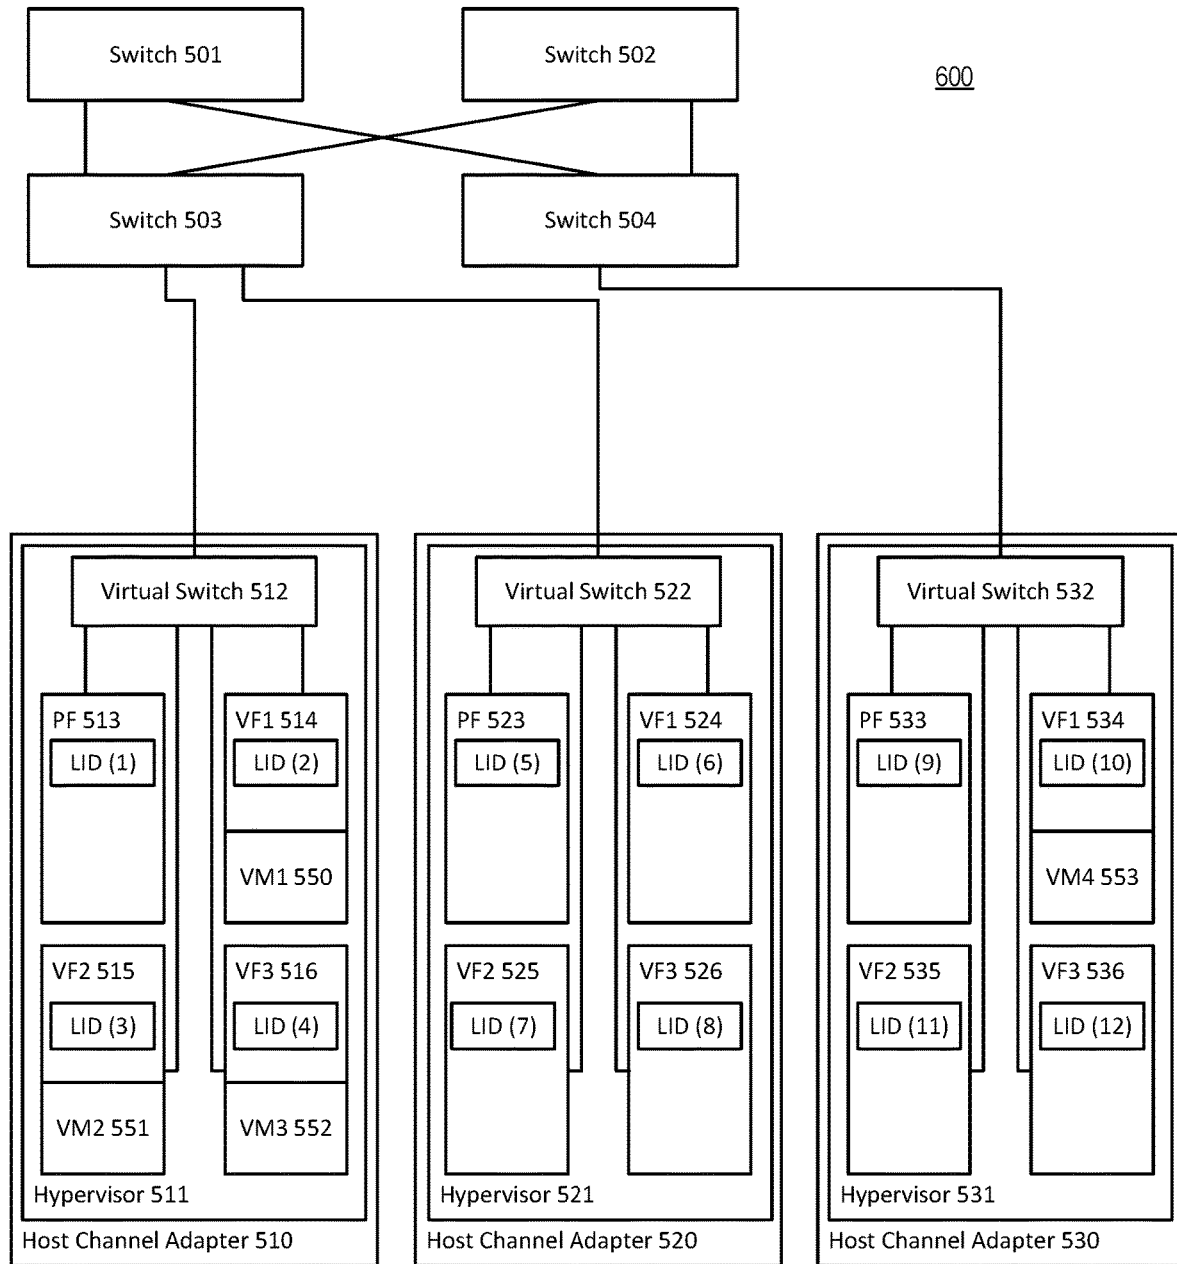 Switch 501
Switch 502
600
Switch 503
Switch 504
Virtual Switch 512
Virtual Switch 522
Virtual Switch 532
PF 513
LID (1)
VF1 514
LID (2)
VM1 550
VF2 515
LID (3)
VM2 551
VF3 516
LID (4)
VM3 552
Hypervisor 511
Host Channel Adapter 510
PF 523
LID (5)
VF1 524
LID (6)
VF2 525
LID (7)
VF3 526
LID (8)
Hypervisor 521
Host Channel Adapter 520
PF 533
LID (9)
VF1 534
LID (10)
VM4 553
VF2 535
LID (11)
VF3 536
LID (12)
Hypervisor 531
Host Channel Adapter 530